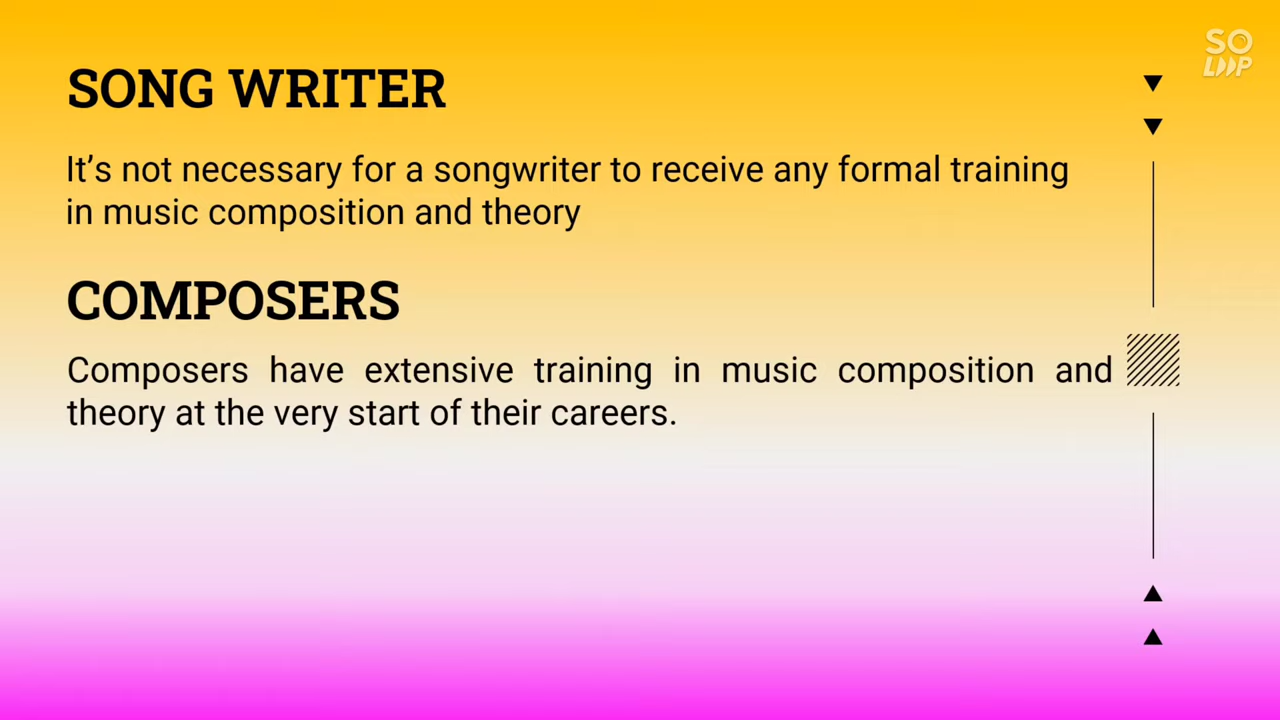 SO
LOOP
SONG WRITER
It’s not necessary for a songwriter to receive any formal training
in music composition and theory
COMPOSERS
Composers have extensive training in music composition and
theory at the very start of their careers.